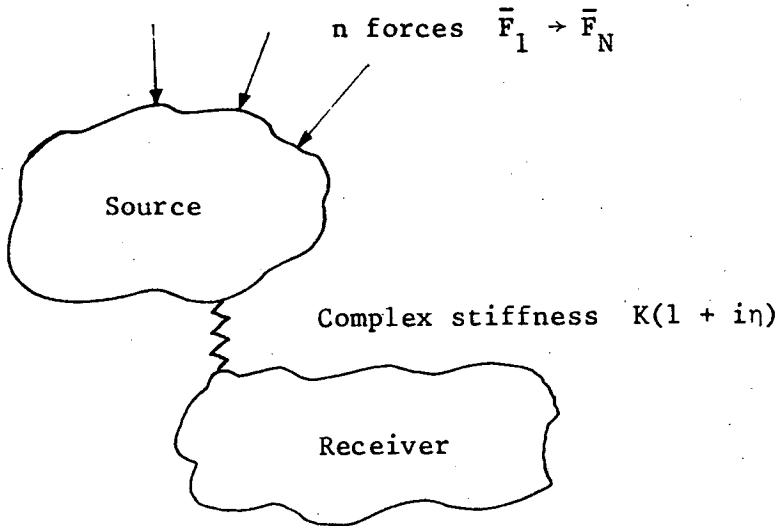 n forces F̄1 → F̄N
Source
Complex stiffness K(1 + iη)
Receiver